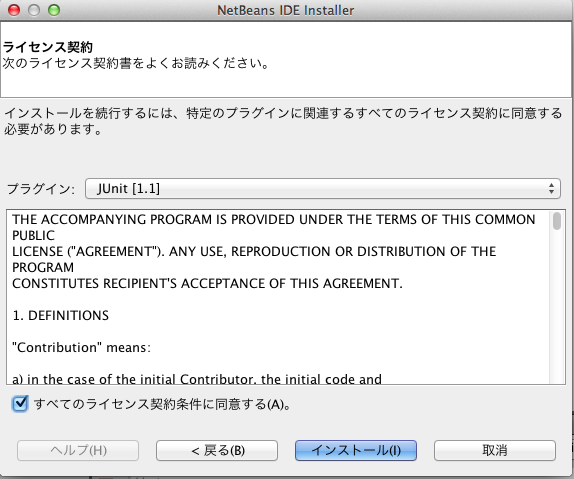 NetBeans IDE Installer
ライセンス契約
次のライセンス契約書をよくお読みください。
インストールを続行するには、特定のプラグインに関連するすべてのライセンス契約に同意する
必要があります。
プラグイン: JUnit [1.1]
THE ACCOMPANYING PROGRAM IS PROVIDED UNDER THE TERMS OF THIS COMMON
PUBLIC
LICENSE ("AGREEMENT"). ANY USE, REPRODUCTION OR DISTRIBUTION OF THE
PROGRAM
CONSTITUTES RECIPIENT'S ACCEPTANCE OF THIS AGREEMENT.
1. DEFINITIONS
"Contribution" means:
a) in the case of the initial Contributor, the initial code and
すべてのライセンス契約条件に同意する(A)。
ヘルプ(H) < 戻る(B) インストール(I) 取消